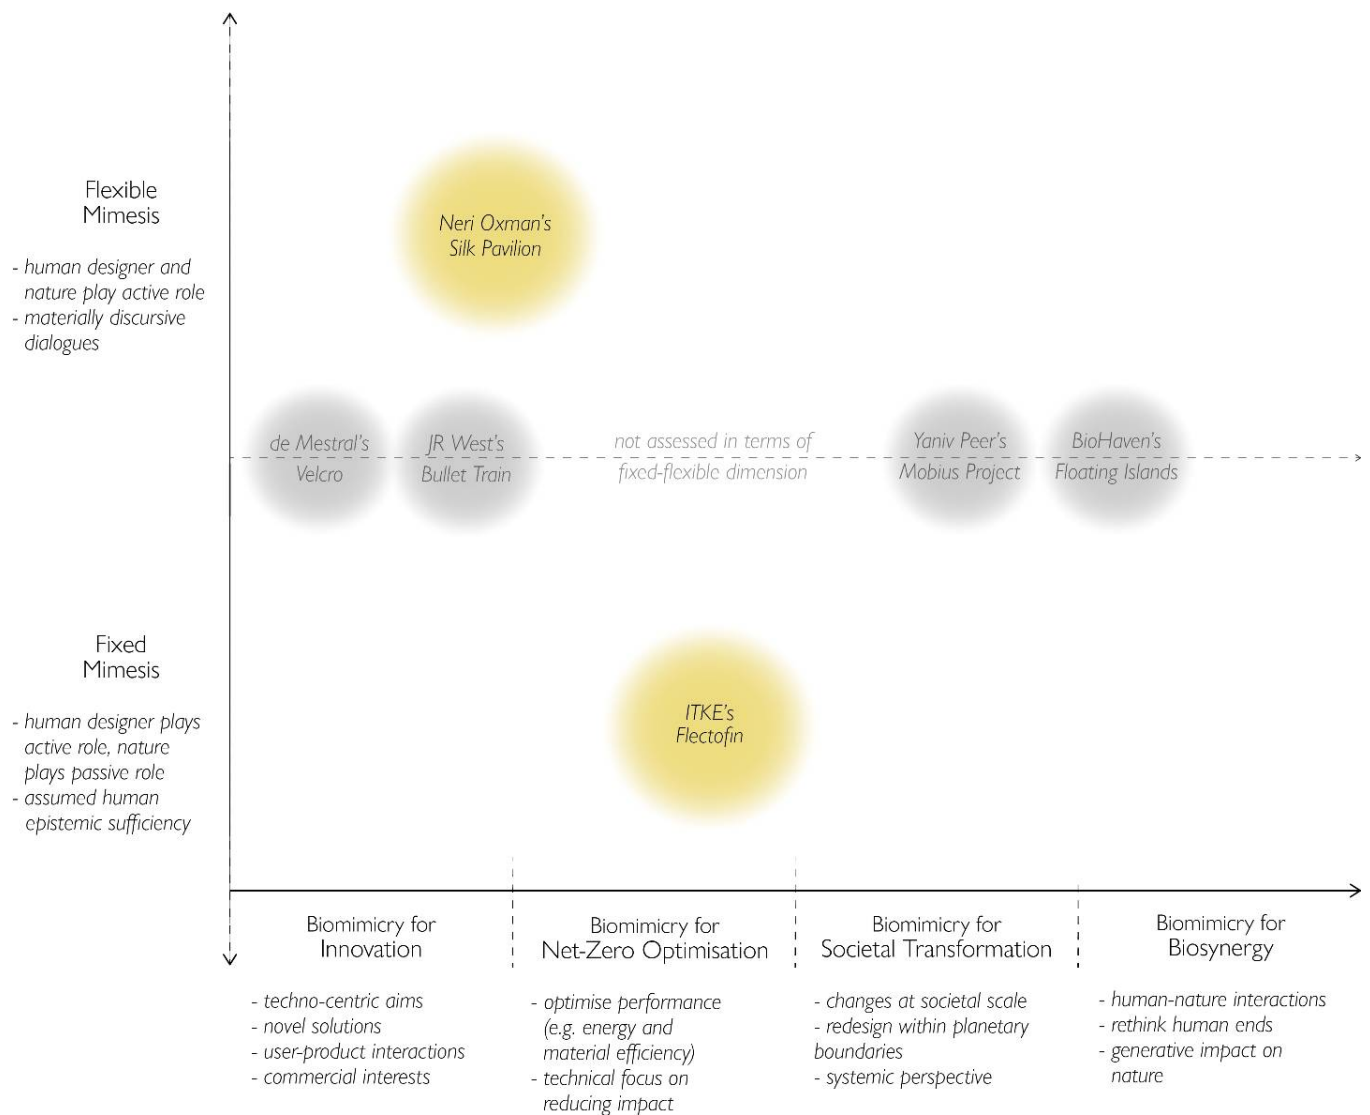 Flexible
Mimesis
- human designer and
nature play active role
- materially discursive
dialogues
Neri Oxman's
Silk Pavilion
de Mestral's
Velcro
JR West's
Bullet Train
not assessed in terms of
fixed-flexible dimension
Yaniv Peer's
Mobius Project
BioHaven's
Floating Islands
Fixed
Mimesis
- human designer plays
active role, nature
plays passive role
- assumed human
epistemic sufficiency
ITKE's
Flectofin
Biomimicry for
Innovation
- techno-centric aims
- novel solutions
- user-product interactions
- commercial interests
Biomimicry for
Net-Zero Optimisation
- optimise performance
(e.g. energy and
material efficiency)
- technical focus on
reducing impact
Biomimicry for
Societal Transformation
- changes at societal scale
- redesign within planetary
boundaries
- systemic perspective
Biomimicry for
Biosynergy
- human-nature interactions
- rethink human ends
- generative impact on
nature